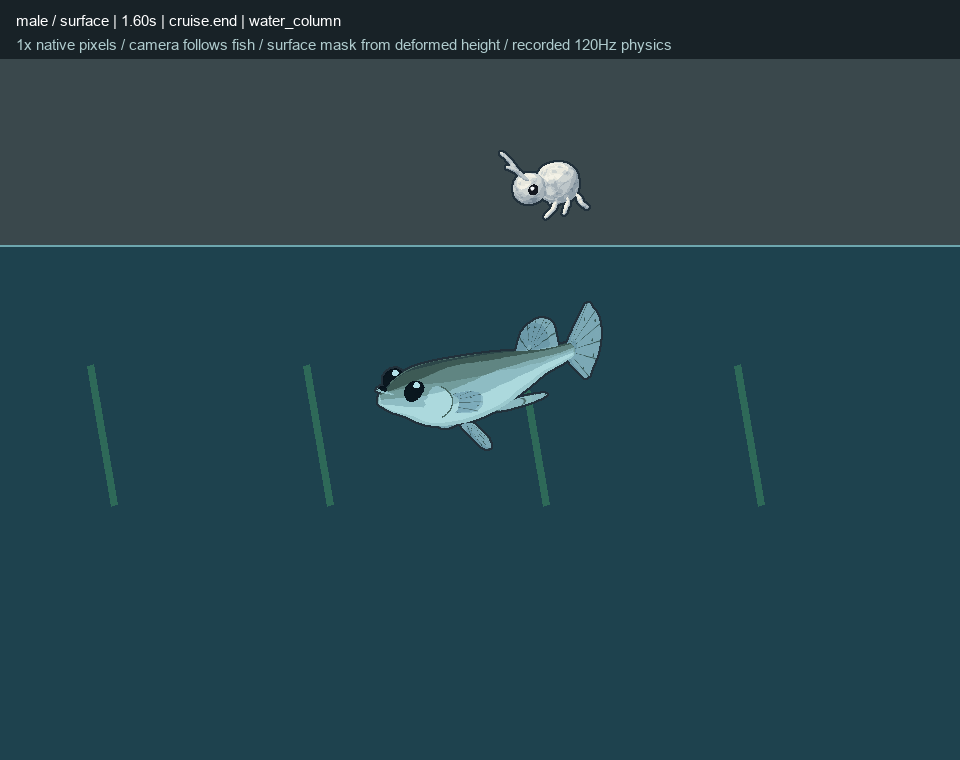 male / surface | 1.60s | cruise.end | water_column
1x native pixels / camera follows fish / surface mask from deformed height / recorded 120Hz physics